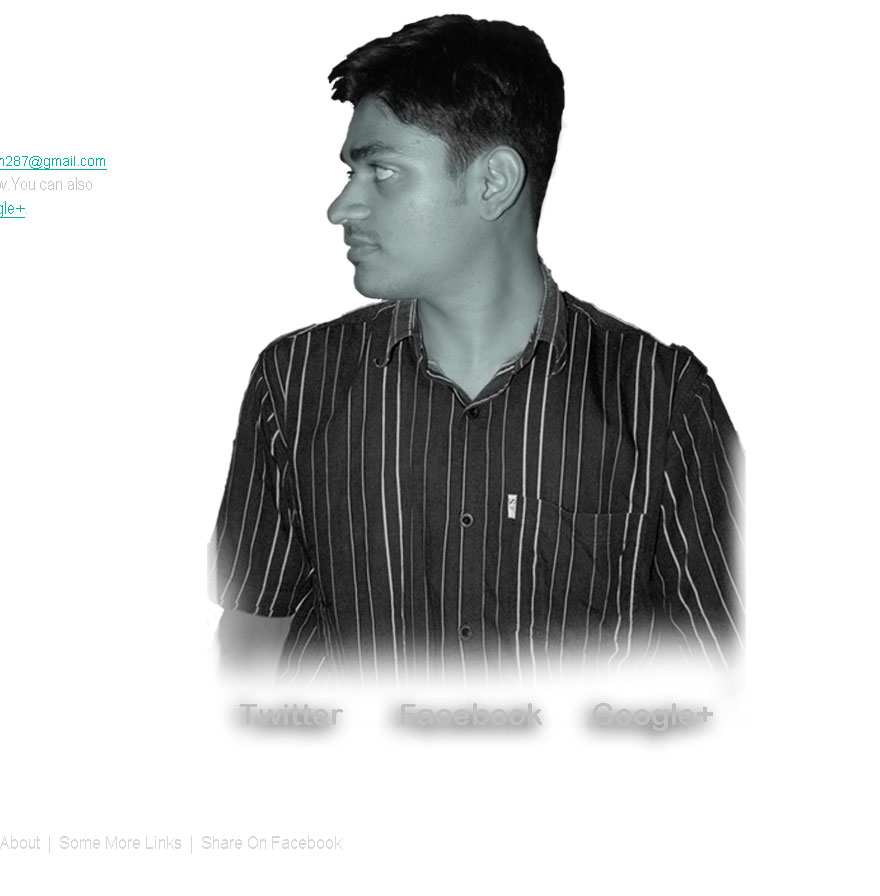 n287@gmail.com
w.You can also
gle+
Twitter Facebook Google+
About | Some More Links | Share On Facebook